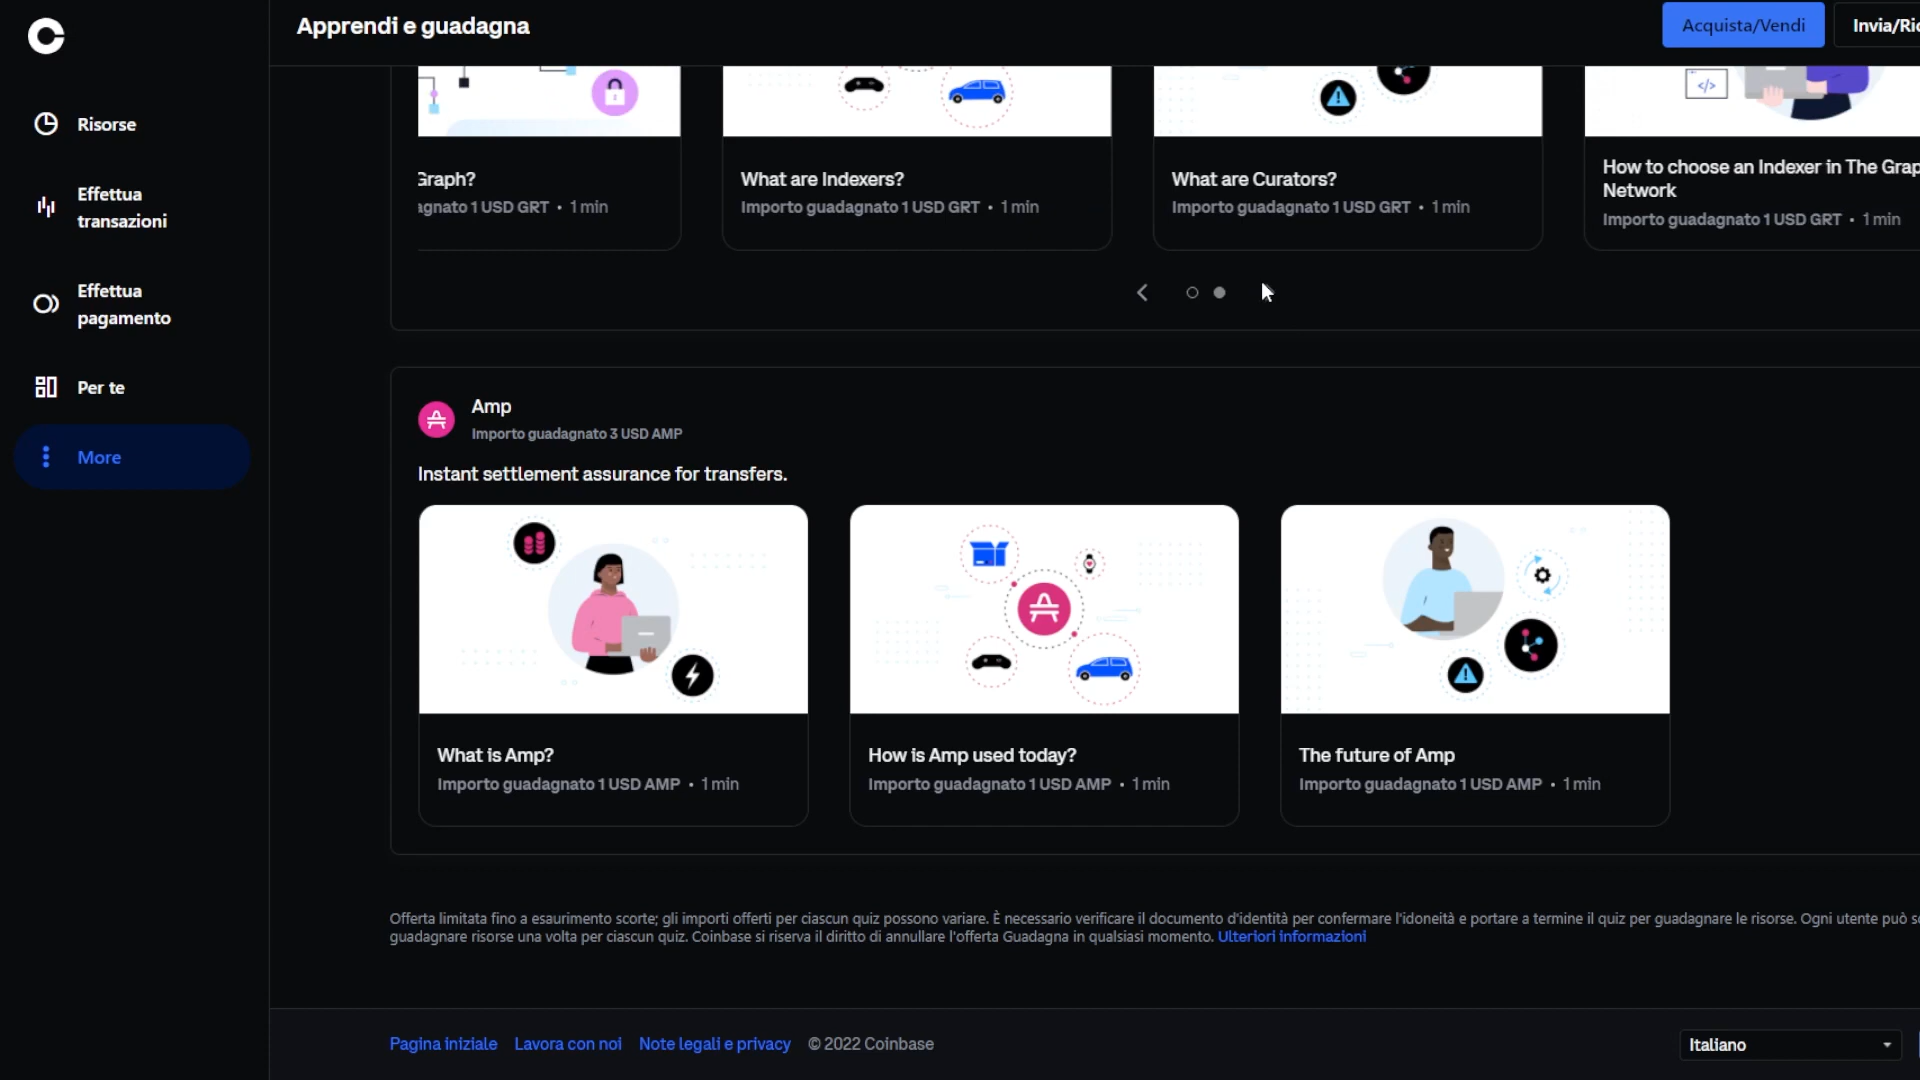 Apprendi e guadagna
Acquista/Vendi
Risorse
Effettua
transazioni
Effettua
pagamento
Per te
More
Graph?
1 USD GRT • 1 min
What are Indexers?
Importo guadagnato 1 USD GRT • 1 min
What are Curators?
Importo guadagnato 1 USD GRT • 1 min
How to choose an Indexer in The
Network
Importo guadagnato 1 USD GRT • 1 min
</>
Amp
Importo guadagnato 3 USD AMP
Instant settlement assurance for transfers.
What is Amp?
Importo guadagnato 1 USD AMP • 1 min
How is Amp used today?
Importo guadagnato 1 USD AMP • 1 min
The future of Amp
Importo guadagnato 1 USD AMP • 1 min
Offerta limitata fino a esaurimento scorte; gli importi offerti per ciascun quiz possono variare. È necessario verificare il documento d'identità per confermare l'idoneità e portare a termine il quiz per guadagnare le risorse. Ogni utente può
guadagnare risorse una volta per ciascun quiz. Coinbase si riserva il diritto di annullare l'offerta Guadagna in qualsiasi momento. Ulteriori informazioni
Pagina iniziale Lavora con noi Note legali e privacy © 2022 Coinbase
Italiano